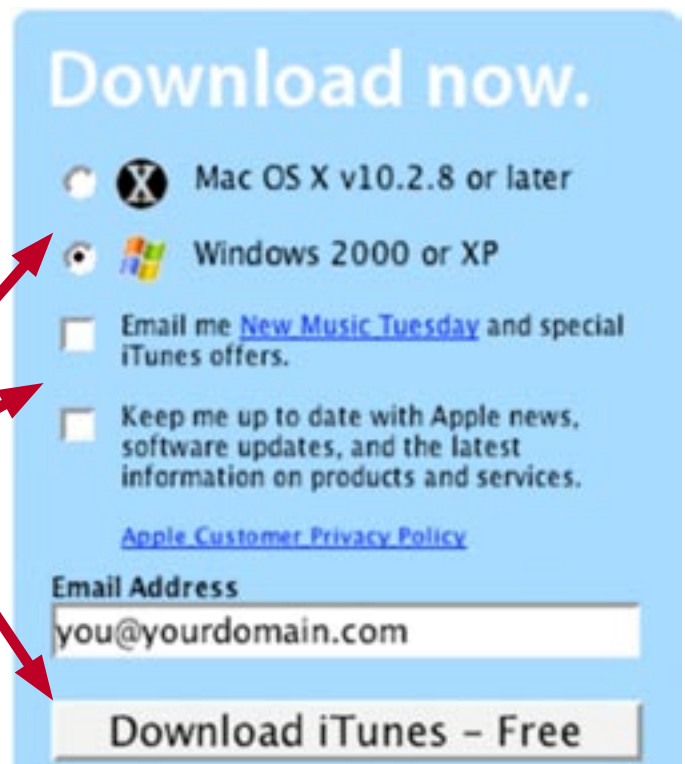 Download now.
Mac OS X v10.2.8 or later
Windows 2000 or XP
Email me New Music Tuesday and special
iTunes offers.
Keep me up to date with Apple news,
software updates, and the latest
information on products and services.
Apple Customer Privacy Policy
Email Address
you@yourdomain.com
Download iTunes – Free